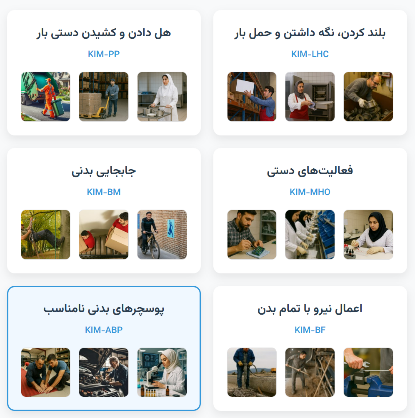 بلند کردن، نگه داشتن و حمل بار
KIM-LHC
هل دادن و کشیدن دستی بار
KIM-PP
فعالیت‌های دستی
KIM-MHO
جابجایی بدنی
KIM-BM
اعمال نیرو با تمام بدن
KIM-BF
پوسچرهای بدنی نامناسب
KIM-ABP